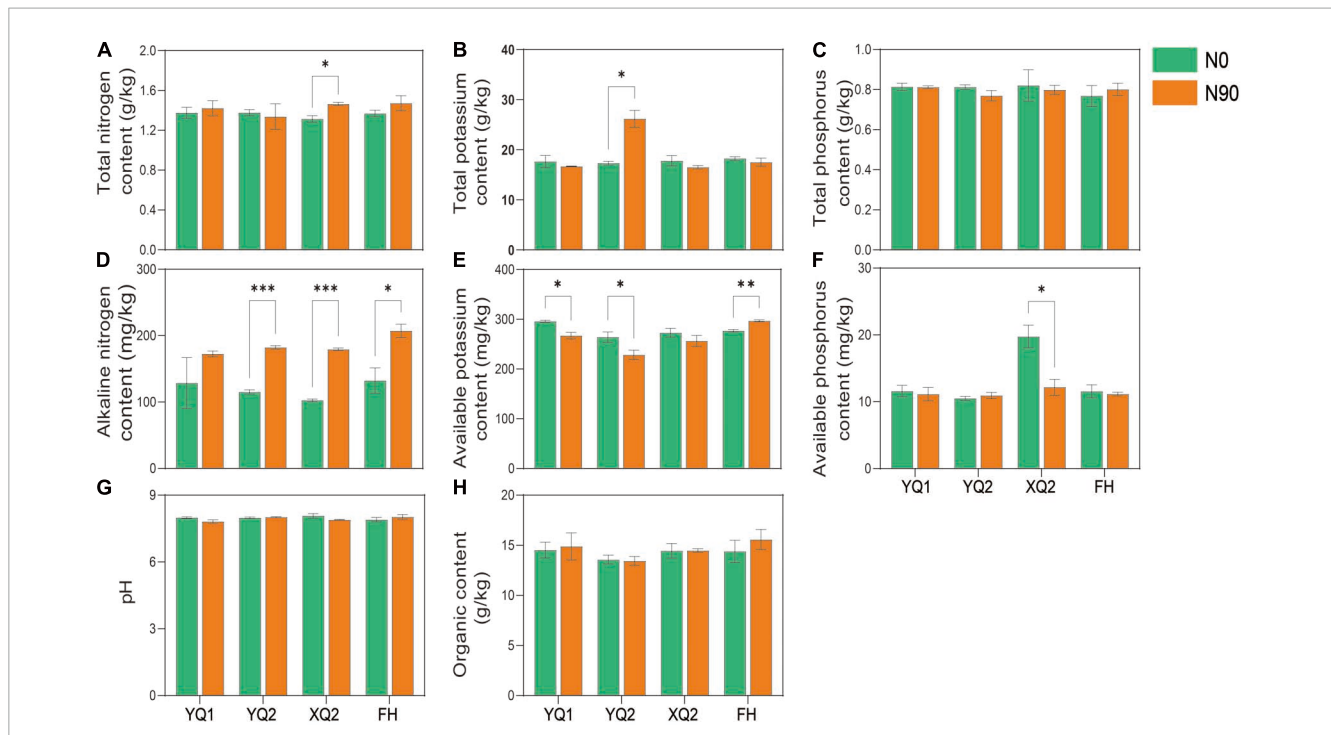 A
Total nitrogen
content (g/kg)
2.0
1.6
1.2
0.8
0.4
0.0
*
B
Total potassium
content (g/kg)
40
30
20
10
0
*
C
Total phosphorus
content (g/kg)
1.0
0.8
0.6
0.4
0.2
0.0
N0
N90
D
Alkaline nitrogen
content (mg/kg)
300
200
100
0
***
***
*
E
Available potassium
content (mg/kg)
400
300
200
100
0
*
*
**
F
Available phosphorus
content (mg/kg)
30
20
10
0
*
YQ1 YQ2 XQ2 FH
G
pH
9
6
3
0
YQ1 YQ2 XQ2 FH
H
Organic content
(g/kg)
20
15
10
5
0
YQ1 YQ2 XQ2 FH